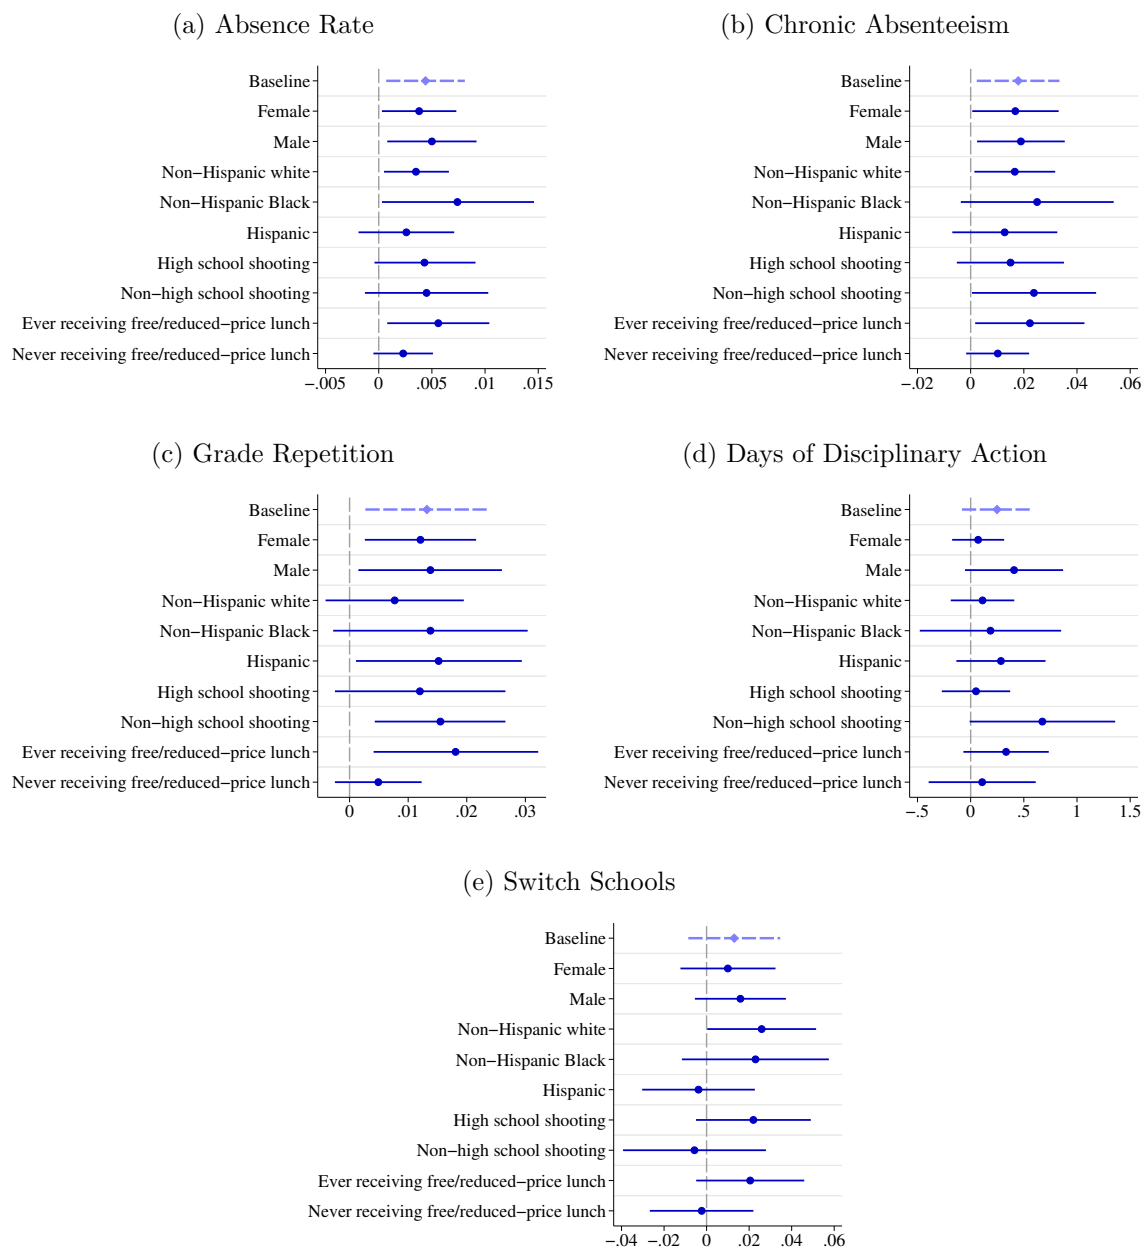 (a) Absence Rate
Baseline
Female
Male
Non−Hispanic white
Non−Hispanic Black
Hispanic
High school shooting
Non−high school shooting
Ever receiving free/reduced−price lunch
Never receiving free/reduced−price lunch
−.005 0 .005 .01 .015
(b) Chronic Absenteeism
Baseline
Female
Male
Non−Hispanic white
Non−Hispanic Black
Hispanic
High school shooting
Non−high school shooting
Ever receiving free/reduced−price lunch
Never receiving free/reduced−price lunch
−.02 0 .02 .04 .06
(c) Grade Repetition
Baseline
Female
Male
Non−Hispanic white
Non−Hispanic Black
Hispanic
High school shooting
Non−high school shooting
Ever receiving free/reduced−price lunch
Never receiving free/reduced−price lunch
0 .01 .02 .03
(d) Days of Disciplinary Action
Baseline
Female
Male
Non−Hispanic white
Non−Hispanic Black
Hispanic
High school shooting
Non−high school shooting
Ever receiving free/reduced−price lunch
Never receiving free/reduced−price lunch
−.5 0 .5 1 1.5
(e) Switch Schools
Baseline
Female
Male
Non−Hispanic white
Non−Hispanic Black
Hispanic
High school shooting
Non−high school shooting
Ever receiving free/reduced−price lunch
Never receiving free/reduced−price lunch
−.04 −.02 0 .02 .04 .06